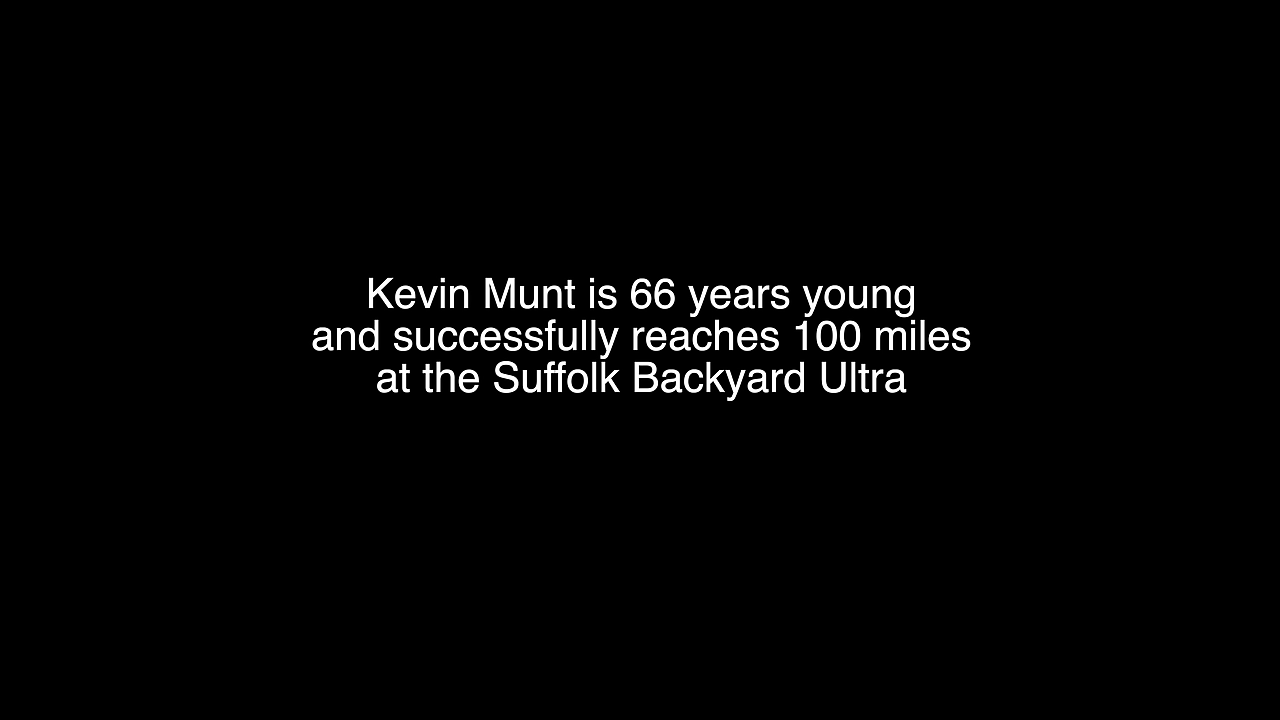 Kevin Munt is 66 years young
and successfully reaches 100 miles
at the Suffolk Backyard Ultra